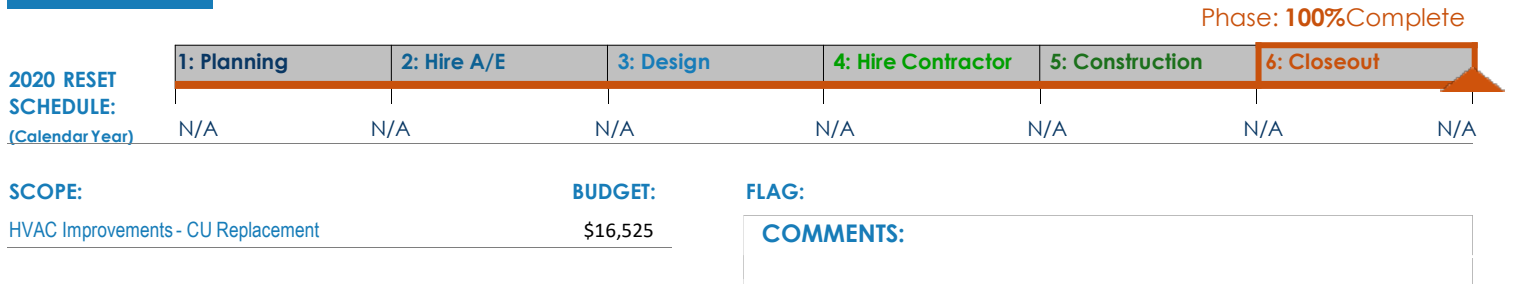 Phase: 100%Complete
1: Planning 2: Hire A/E 3: Design 4: Hire Contractor 5: Construction 6: Closeout
2020 RESET
SCHEDULE:
(Calendar Year)
N/A N/A N/A N/A N/A N/A N/A
SCOPE: BUDGET: FLAG:
HVAC Improvements - CU Replacement $16,525
COMMENTS: